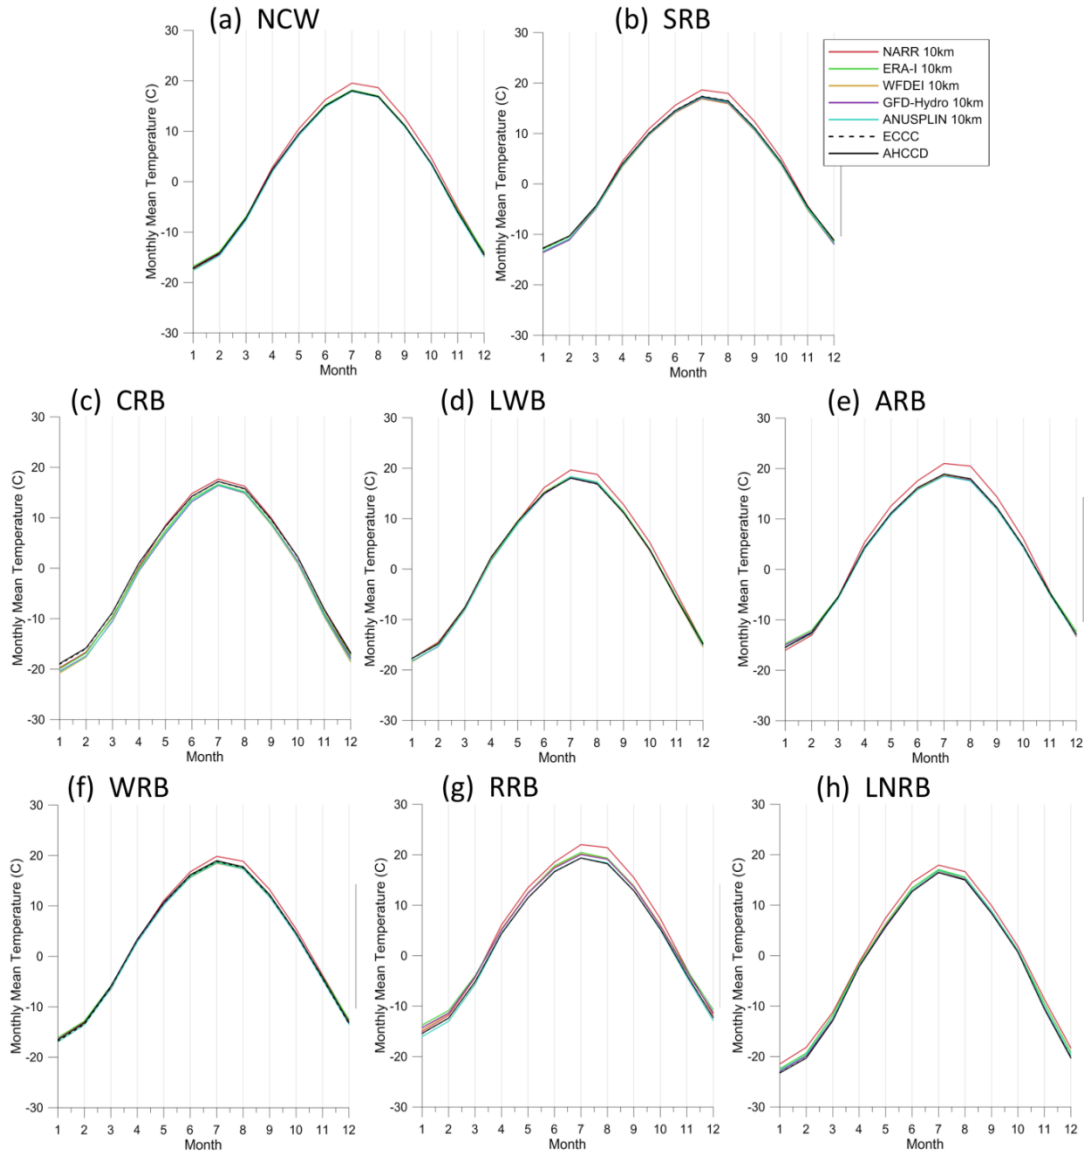 (a) NCW
(b) SRB
NARR 10km
ERA-I 10km
WFDEI 10km
GFD-Hydro 10km
ANUSPLIN 10km
ECCC
AHCCD
Monthly Mean Temperature (C)
30
20
10
0
-10
-20
-30
1 2 3 4 5 6 7 8 9 10 11 12
Month
Monthly Mean Temperature (C)
30
20
10
0
-10
-20
-30
1 2 3 4 5 6 7 8 9 10 11 12
Month
(c) CRB
(d) LWB
(e) ARB
Monthly Mean Temperature (C)
30
20
10
0
-10
-20
-30
1 2 3 4 5 6 7 8 9 10 11 12
Month
Monthly Mean Temperature (C)
30
20
10
0
-10
-20
-30
1 2 3 4 5 6 7 8 9 10 11 12
Month
Monthly Mean Temperature (C)
30
20
10
0
-10
-20
-30
1 2 3 4 5 6 7 8 9 10 11 12
Month
(f) WRB
(g) RRB
(h) LNRB
Monthly Mean Temperature (C)
30
20
10
0
-10
-20
-30
1 2 3 4 5 6 7 8 9 10 11 12
Month
Monthly Mean Temperature (C)
30
20
10
0
-10
-20
-30
1 2 3 4 5 6 7 8 9 10 11 12
Month
Monthly Mean Temperature (C)
30
20
10
0
-10
-20
-30
1 2 3 4 5 6 7 8 9 10 11 12
Month